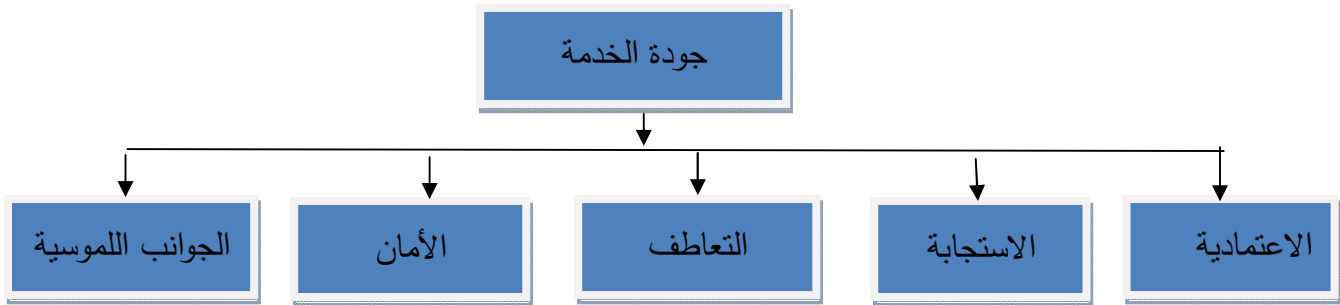 جودة الخدمة
الاعتمادية
الاستجابة
التعاطف
الأمان
الجوانب اللموسية